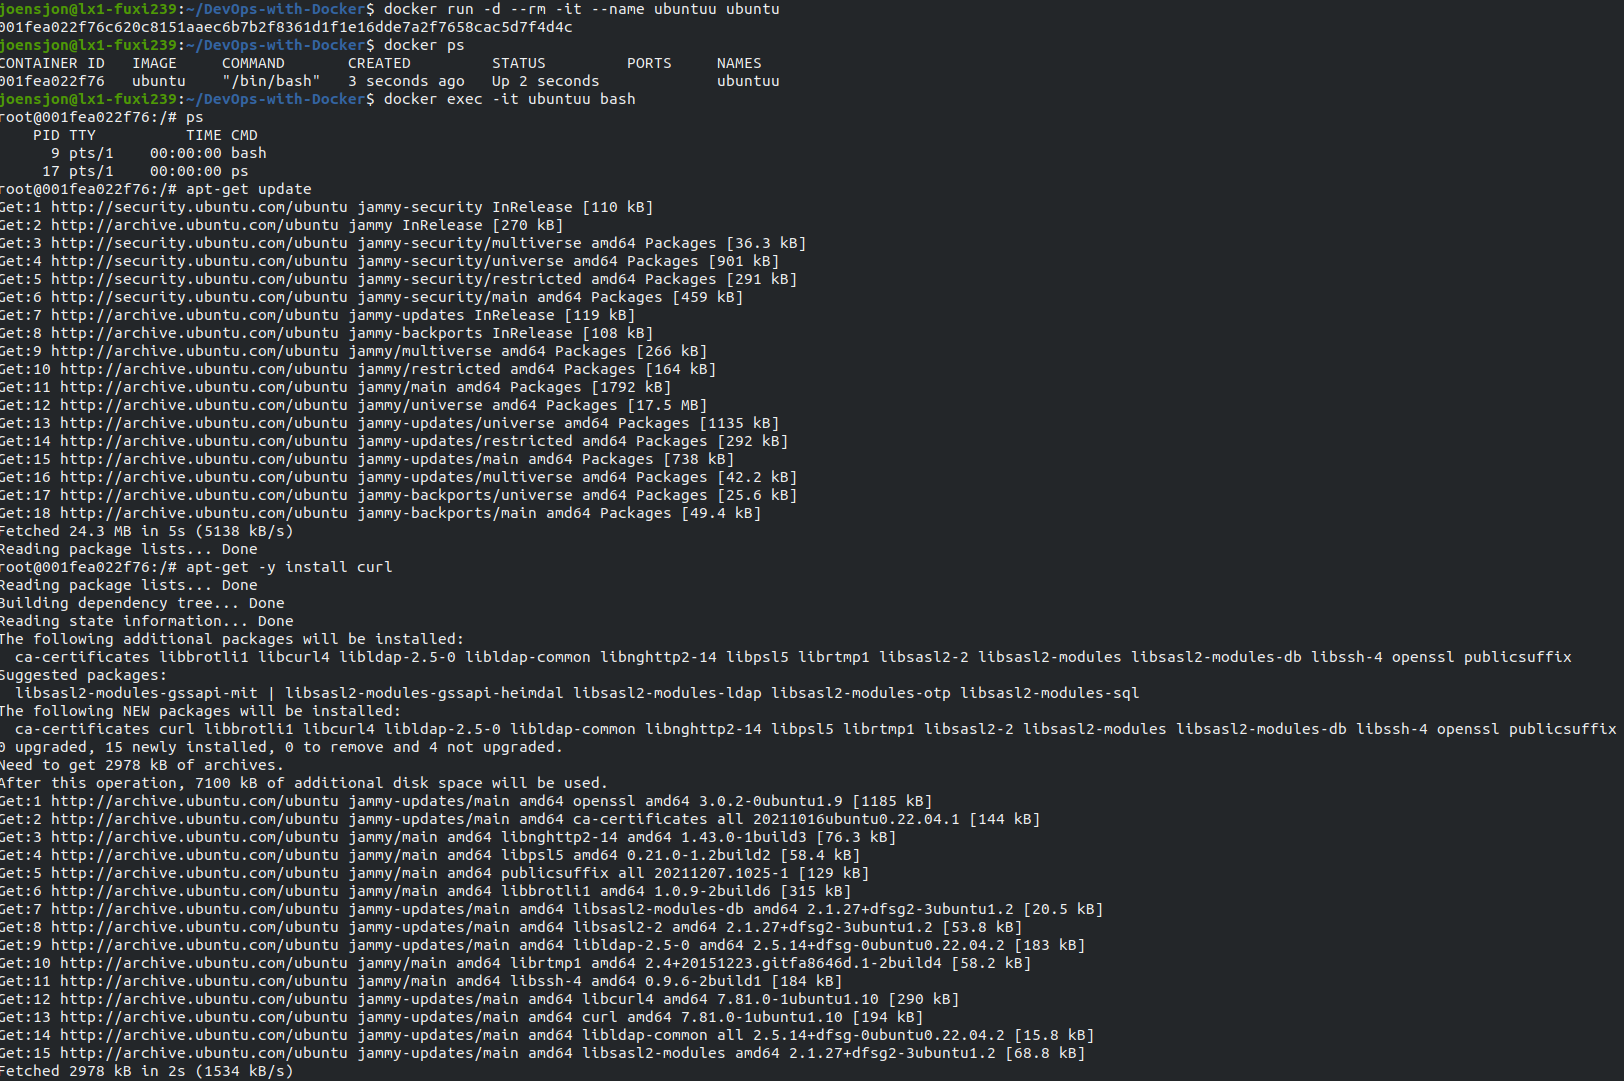 joensjon@lx1-fuxi239:~/DevOps-with-Docker$ docker run -d --rm -it --name ubuntuu ubuntu
001fea022f76c620c8151aaec6b7b2f8361d1f1e16dde7a2f7658cac5d7f4d4c
joensjon@lx1-fuxi239:~/DevOps-with-Docker$ docker ps
CONTAINER ID   IMAGE     COMMAND       CREATED         STATUS         PORTS     NAMES
001fea022f76   ubuntu    "/bin/bash"   3 seconds ago   Up 2 seconds             ubuntuu
joensjon@lx1-fuxi239:~/DevOps-with-Docker$ docker exec -it ubuntuu bash
root@001fea022f76:/# ps
    PID TTY          TIME CMD
      9 pts/1    00:00:00 bash
     17 pts/1    00:00:00 ps
root@001fea022f76:/# apt-get update
Get:1 http://security.ubuntu.com/ubuntu jammy-security InRelease [110 kB]
Get:2 http://archive.ubuntu.com/ubuntu jammy InRelease [270 kB]
Get:3 http://security.ubuntu.com/ubuntu jammy-security/multiverse amd64 Packages [36.3 kB]
Get:4 http://security.ubuntu.com/ubuntu jammy-security/universe amd64 Packages [901 kB]
Get:5 http://security.ubuntu.com/ubuntu jammy-security/restricted amd64 Packages [291 kB]
Get:6 http://security.ubuntu.com/ubuntu jammy-security/main amd64 Packages [459 kB]
Get:7 http://archive.ubuntu.com/ubuntu jammy-updates InRelease [119 kB]
Get:8 http://archive.ubuntu.com/ubuntu jammy-backports InRelease [108 kB]
Get:9 http://archive.ubuntu.com/ubuntu jammy/multiverse amd64 Packages [266 kB]
Get:10 http://archive.ubuntu.com/ubuntu jammy/restricted amd64 Packages [164 kB]
Get:11 http://archive.ubuntu.com/ubuntu jammy/main amd64 Packages [1792 kB]
Get:12 http://archive.ubuntu.com/ubuntu jammy/universe amd64 Packages [17.5 MB]
Get:13 http://archive.ubuntu.com/ubuntu jammy-updates/universe amd64 Packages [1135 kB]
Get:14 http://archive.ubuntu.com/ubuntu jammy-updates/restricted amd64 Packages [292 kB]
Get:15 http://archive.ubuntu.com/ubuntu jammy-updates/main amd64 Packages [738 kB]
Get:16 http://archive.ubuntu.com/ubuntu jammy-updates/multiverse amd64 Packages [42.2 kB]
Get:17 http://archive.ubuntu.com/ubuntu jammy-backports/universe amd64 Packages [25.6 kB]
Get:18 http://archive.ubuntu.com/ubuntu jammy-backports/main amd64 Packages [49.4 kB]
Fetched 24.3 MB in 5s (5138 kB/s)
Reading package lists... Done
root@001fea022f76:/# apt-get -y install curl
Reading package lists... Done
Building dependency tree... Done
Reading state information... Done
The following additional packages will be installed:
  ca-certificates libbrotli1 libcurl4 libldap-2.5-0 libldap-common libnghttp2-14 libpsl5 librtmp1 libsasl2-2 libsasl2-modules libsasl2-modules-db libssh-4 openssl publicsuffix
Suggested packages:
  libsasl2-modules-gssapi-mit | libsasl2-modules-gssapi-heimdal libsasl2-modules-ldap libsasl2-modules-otp libsasl2-modules-sql
The following NEW packages will be installed:
  ca-certificates curl libbrotli1 libcurl4 libldap-2.5-0 libldap-common libnghttp2-14 libpsl5 librtmp1 libsasl2-2 libsasl2-modules libsasl2-modules-db libssh-4 openssl publicsuffix
0 upgraded, 15 newly installed, 0 to remove and 4 not upgraded.
Need to get 2978 kB of archives.
After this operation, 7100 kB of additional disk space will be used.
Get:1 http://archive.ubuntu.com/ubuntu jammy-updates/main amd64 openssl amd64 3.0.2-0ubuntu1.9 [1185 kB]
Get:2 http://archive.ubuntu.com/ubuntu jammy-updates/main amd64 ca-certificates all 20211016ubuntu0.22.04.1 [144 kB]
Get:3 http://archive.ubuntu.com/ubuntu jammy/main amd64 libnghttp2-14 amd64 1.43.0-1build3 [76.3 kB]
Get:4 http://archive.ubuntu.com/ubuntu jammy/main amd64 libpsl5 amd64 0.21.0-1.2build2 [58.4 kB]
Get:5 http://archive.ubuntu.com/ubuntu jammy/main amd64 publicsuffix all 20211207.1025-1 [129 kB]
Get:6 http://archive.ubuntu.com/ubuntu jammy/main amd64 libbrotli1 amd64 1.0.9-2build6 [315 kB]
Get:7 http://archive.ubuntu.com/ubuntu jammy-updates/main amd64 libsasl2-modules-db amd64 2.1.27+dfsg2-3ubuntu1.2 [20.5 kB]
Get:8 http://archive.ubuntu.com/ubuntu jammy-updates/main amd64 libsasl2-2 amd64 2.1.27+dfsg2-3ubuntu1.2 [53.8 kB]
Get:9 http://archive.ubuntu.com/ubuntu jammy-updates/main amd64 libldap-2.5-0 amd64 2.5.14+dfsg-0ubuntu0.22.04.2 [183 kB]
Get:10 http://archive.ubuntu.com/ubuntu jammy/main amd64 librtmp1 amd64 2.4+20151223.gitfa8646d.1-2build4 [58.2 kB]
Get:11 http://archive.ubuntu.com/ubuntu jammy/main amd64 libssh-4 amd64 0.9.6-2build1 [184 kB]
Get:12 http://archive.ubuntu.com/ubuntu jammy-updates/main amd64 libcurl4 amd64 7.81.0-1ubuntu1.10 [290 kB]
Get:13 http://archive.ubuntu.com/ubuntu jammy-updates/main amd64 curl amd64 7.81.0-1ubuntu1.10 [194 kB]
Get:14 http://archive.ubuntu.com/ubuntu jammy-updates/main amd64 libldap-common all 2.5.14+dfsg-0ubuntu0.22.04.2 [15.8 kB]
Get:15 http://archive.ubuntu.com/ubuntu jammy-updates/main amd64 libsasl2-modules amd64 2.1.27+dfsg2-3ubuntu1.2 [68.8 kB]
Fetched 2978 kB in 2s (1534 kB/s)